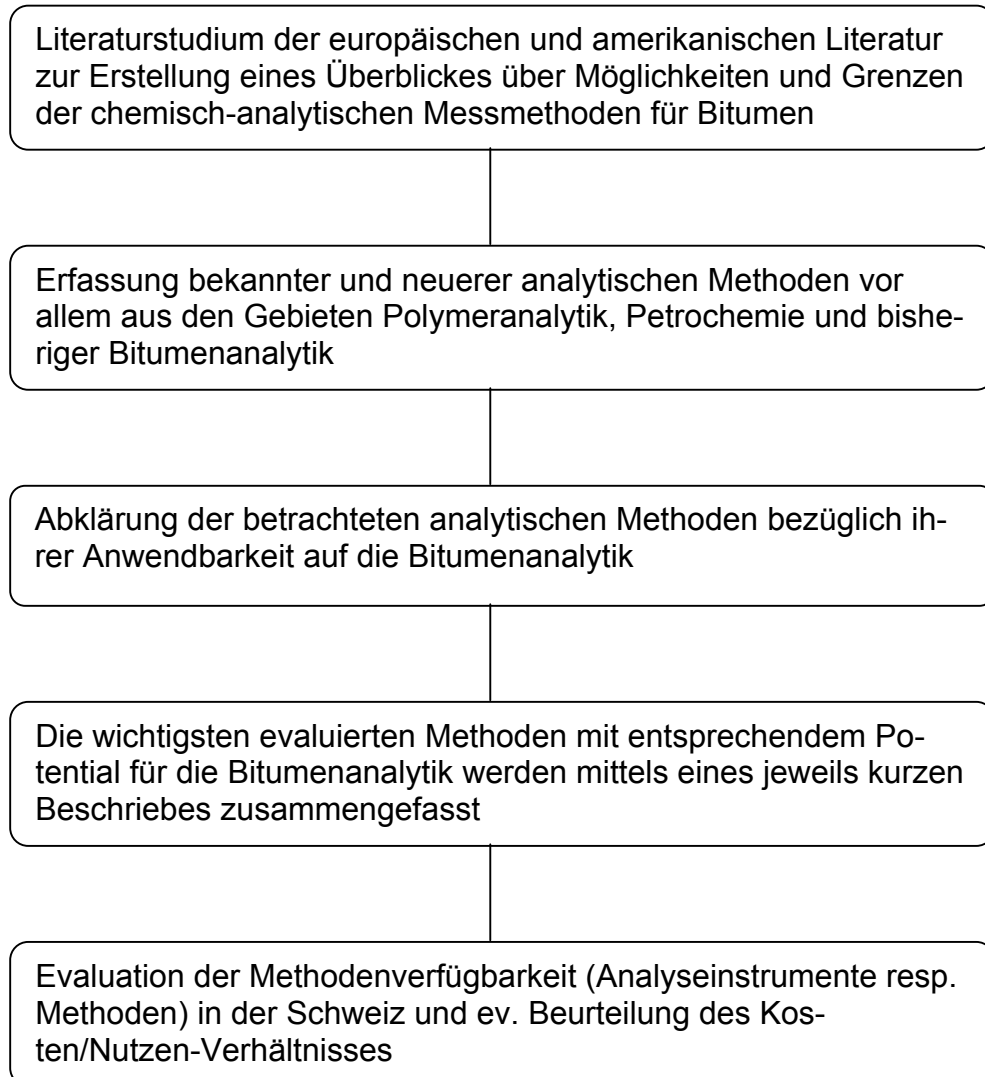 Literaturstudium der europäischen und amerikanischen Literatur
zur Erstellung eines Überblickes über Möglichkeiten und Grenzen
der chemisch-analytischen Messmethoden für Bitumen
Erfassung bekannter und neuerer analytischen Methoden vor
allem aus den Gebieten Polymeranalytik, Petrochemie und bishe-
riger Bitumenanalytik
Abklärung der betrachteten analytischen Methoden bezüglich ih-
rer Anwendbarkeit auf die Bitumenanalytik
Die wichtigsten evaluierten Methoden mit entsprechendem Po-
tential für die Bitumenanalytik werden mittels eines jeweils kurzen
Beschriebes zusammengefasst
Evaluation der Methodenverfügbarkeit (Analyseinstrumente resp.
Methoden) in der Schweiz und ev. Beurteilung des Kos-
ten/Nutzen-Verhältnisses